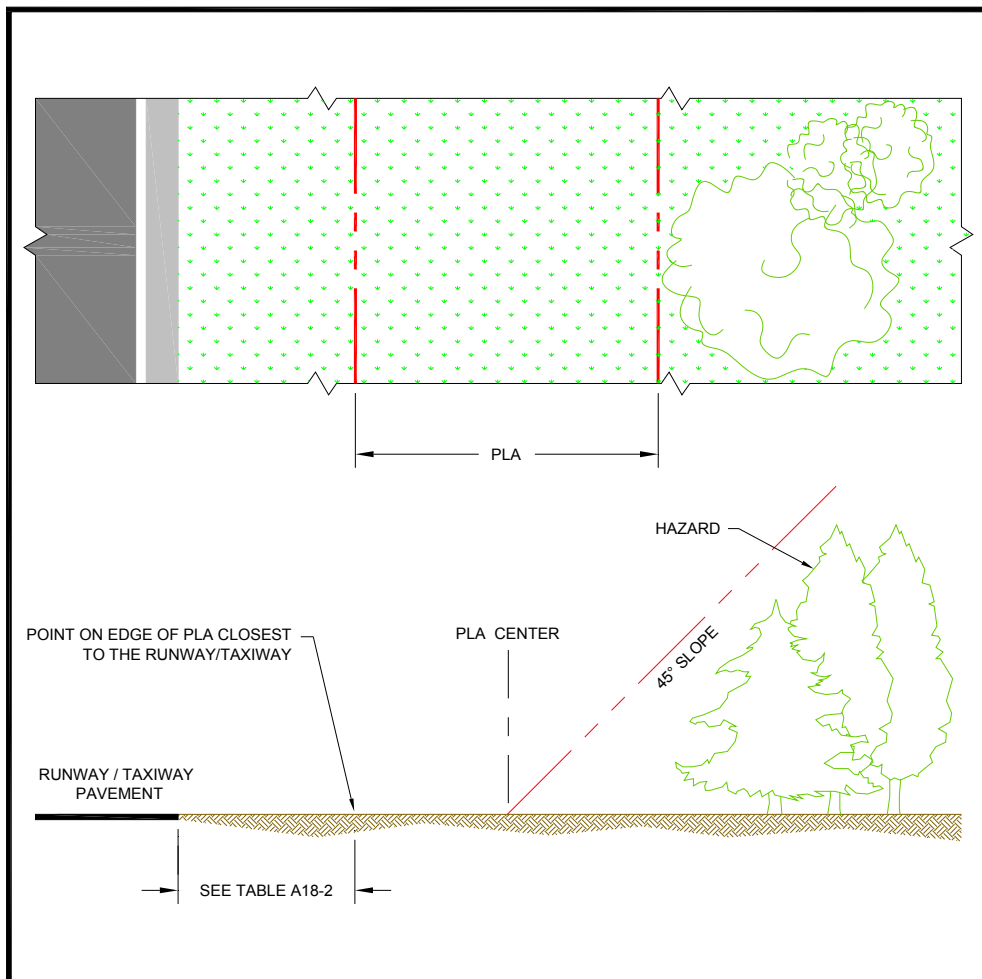 PLA
HAZARD
POINT ON EDGE OF PLA CLOSEST
TO THE RUNWAY/TAXIWAY
PLA CENTER
45° SLOPE
RUNWAY / TAXIWAY
PAVEMENT
SEE TABLE A18-2